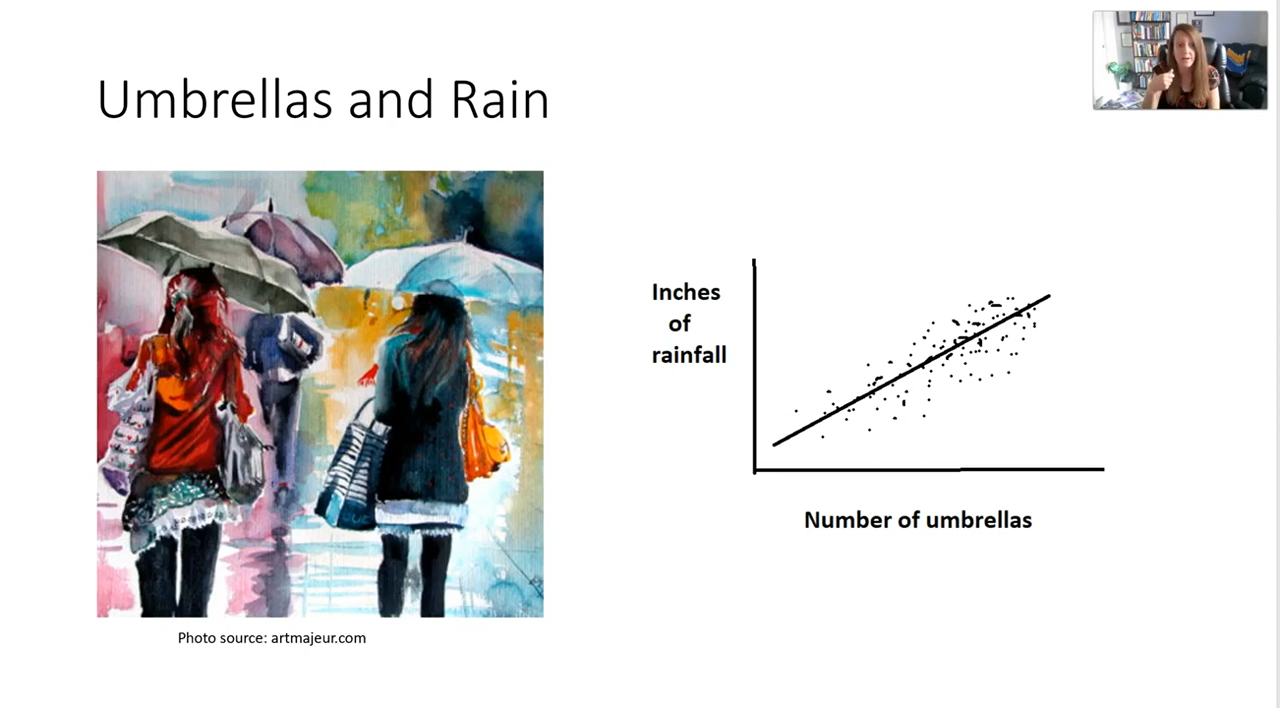 Umbrellas and Rain
Inches
of
rainfall
Number of umbrellas
Photo source: artmajeur.com